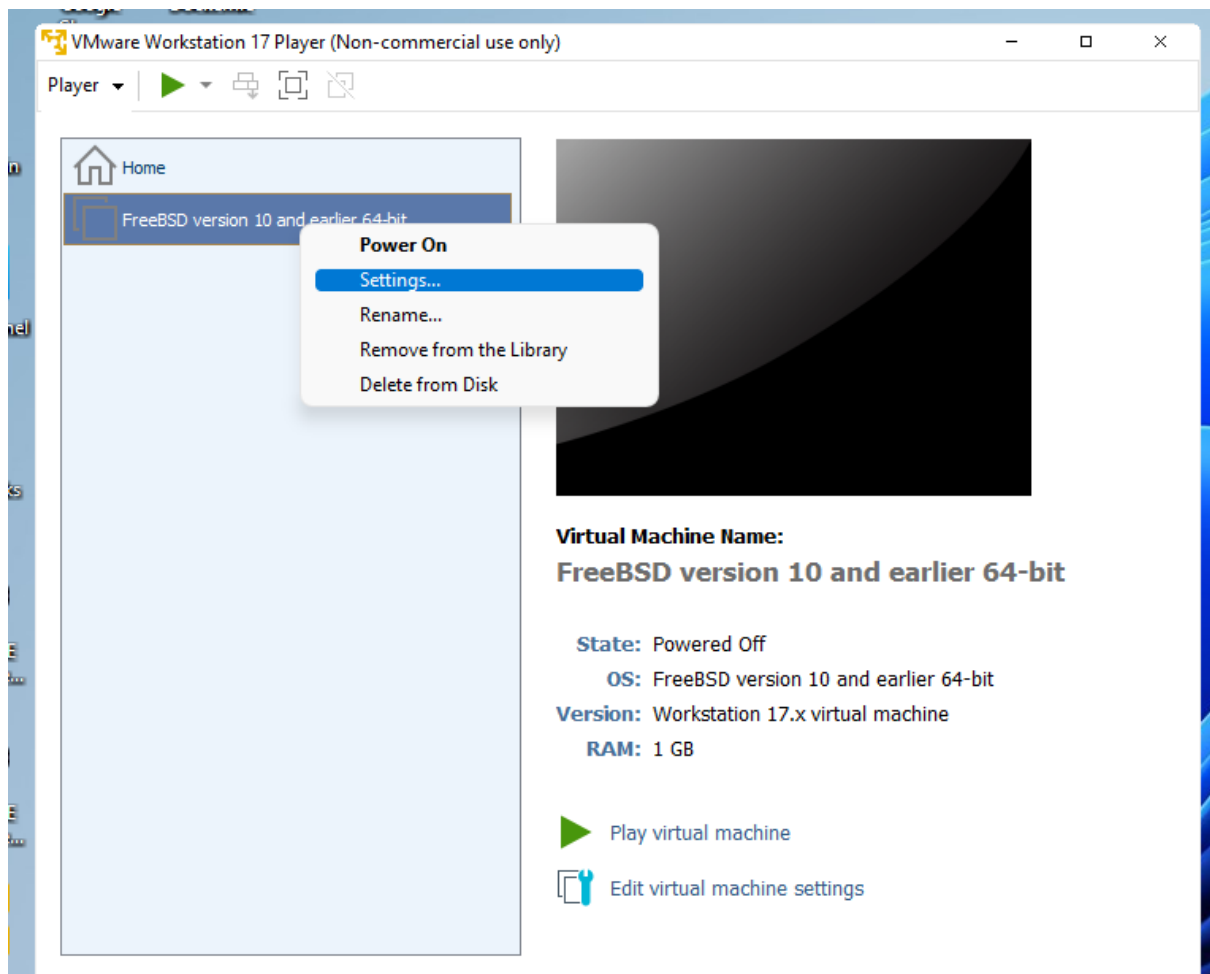 VMware Workstation 17 Player (Non-commercial use only)
Player
Home
FreeBSD version 10 and earlier 64-bit
Power On
Settings...
Rename...
Remove from the Library
Delete from Disk
Virtual Machine Name:
FreeBSD version 10 and earlier 64-bit
State: Powered Off
OS: FreeBSD version 10 and earlier 64-bit
Version: Workstation 17.x virtual machine
RAM: 1 GB
Play virtual machine
Edit virtual machine settings